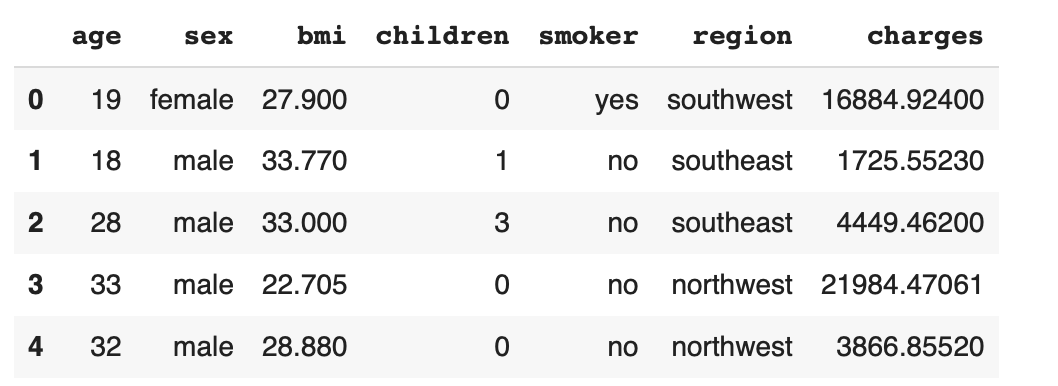 age sex bmi children smoker region charges
0 19 female 27.900 0 yes southwest 16884.92400
1 18 male 33.770 1 no southeast 1725.55230
2 28 male 33.000 3 no southeast 4449.46200
3 33 male 22.705 0 no northwest 21984.47061
4 32 male 28.880 0 no northwest 3866.85520